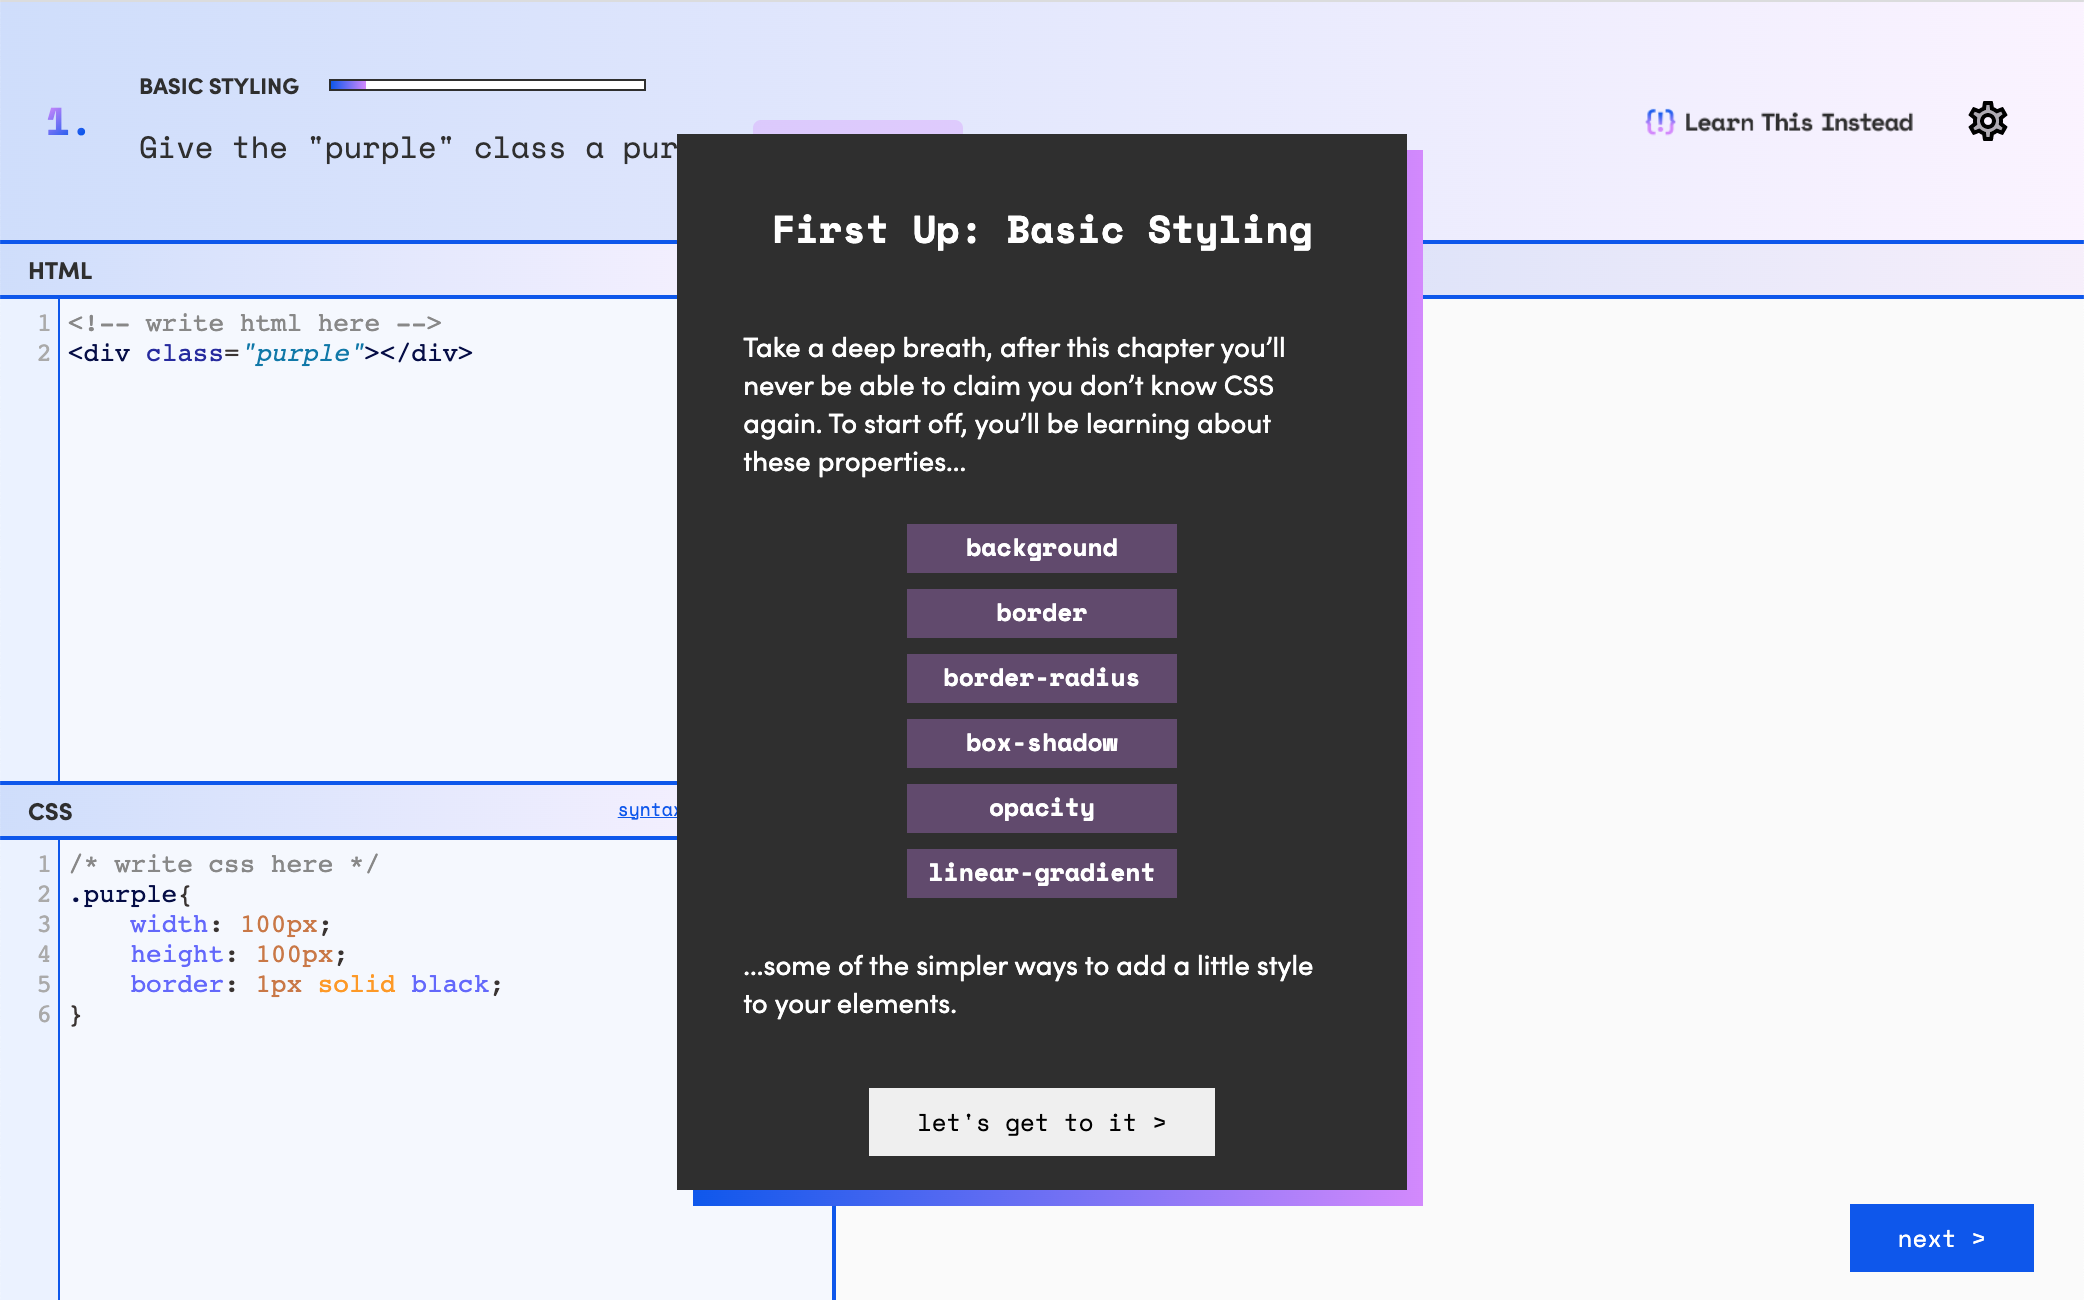 1.
BASIC STYLING
Give the "purple" class a pur
{!} Learn This Instead
HTML
1 <!-- write html here -->
2 <div class="purple"></div>
CSS
syntax
1 /* write css here */
2 .purple{
3     width: 100px;
4     height: 100px;
5     border: 1px solid black;
6 }
First Up: Basic Styling
Take a deep breath, after this chapter you’ll
never be able to claim you don’t know CSS
again. To start off, you’ll be learning about
these properties...
background
border
border-radius
box-shadow
opacity
linear-gradient
...some of the simpler ways to add a little style
to your elements.
let's get to it >
next >